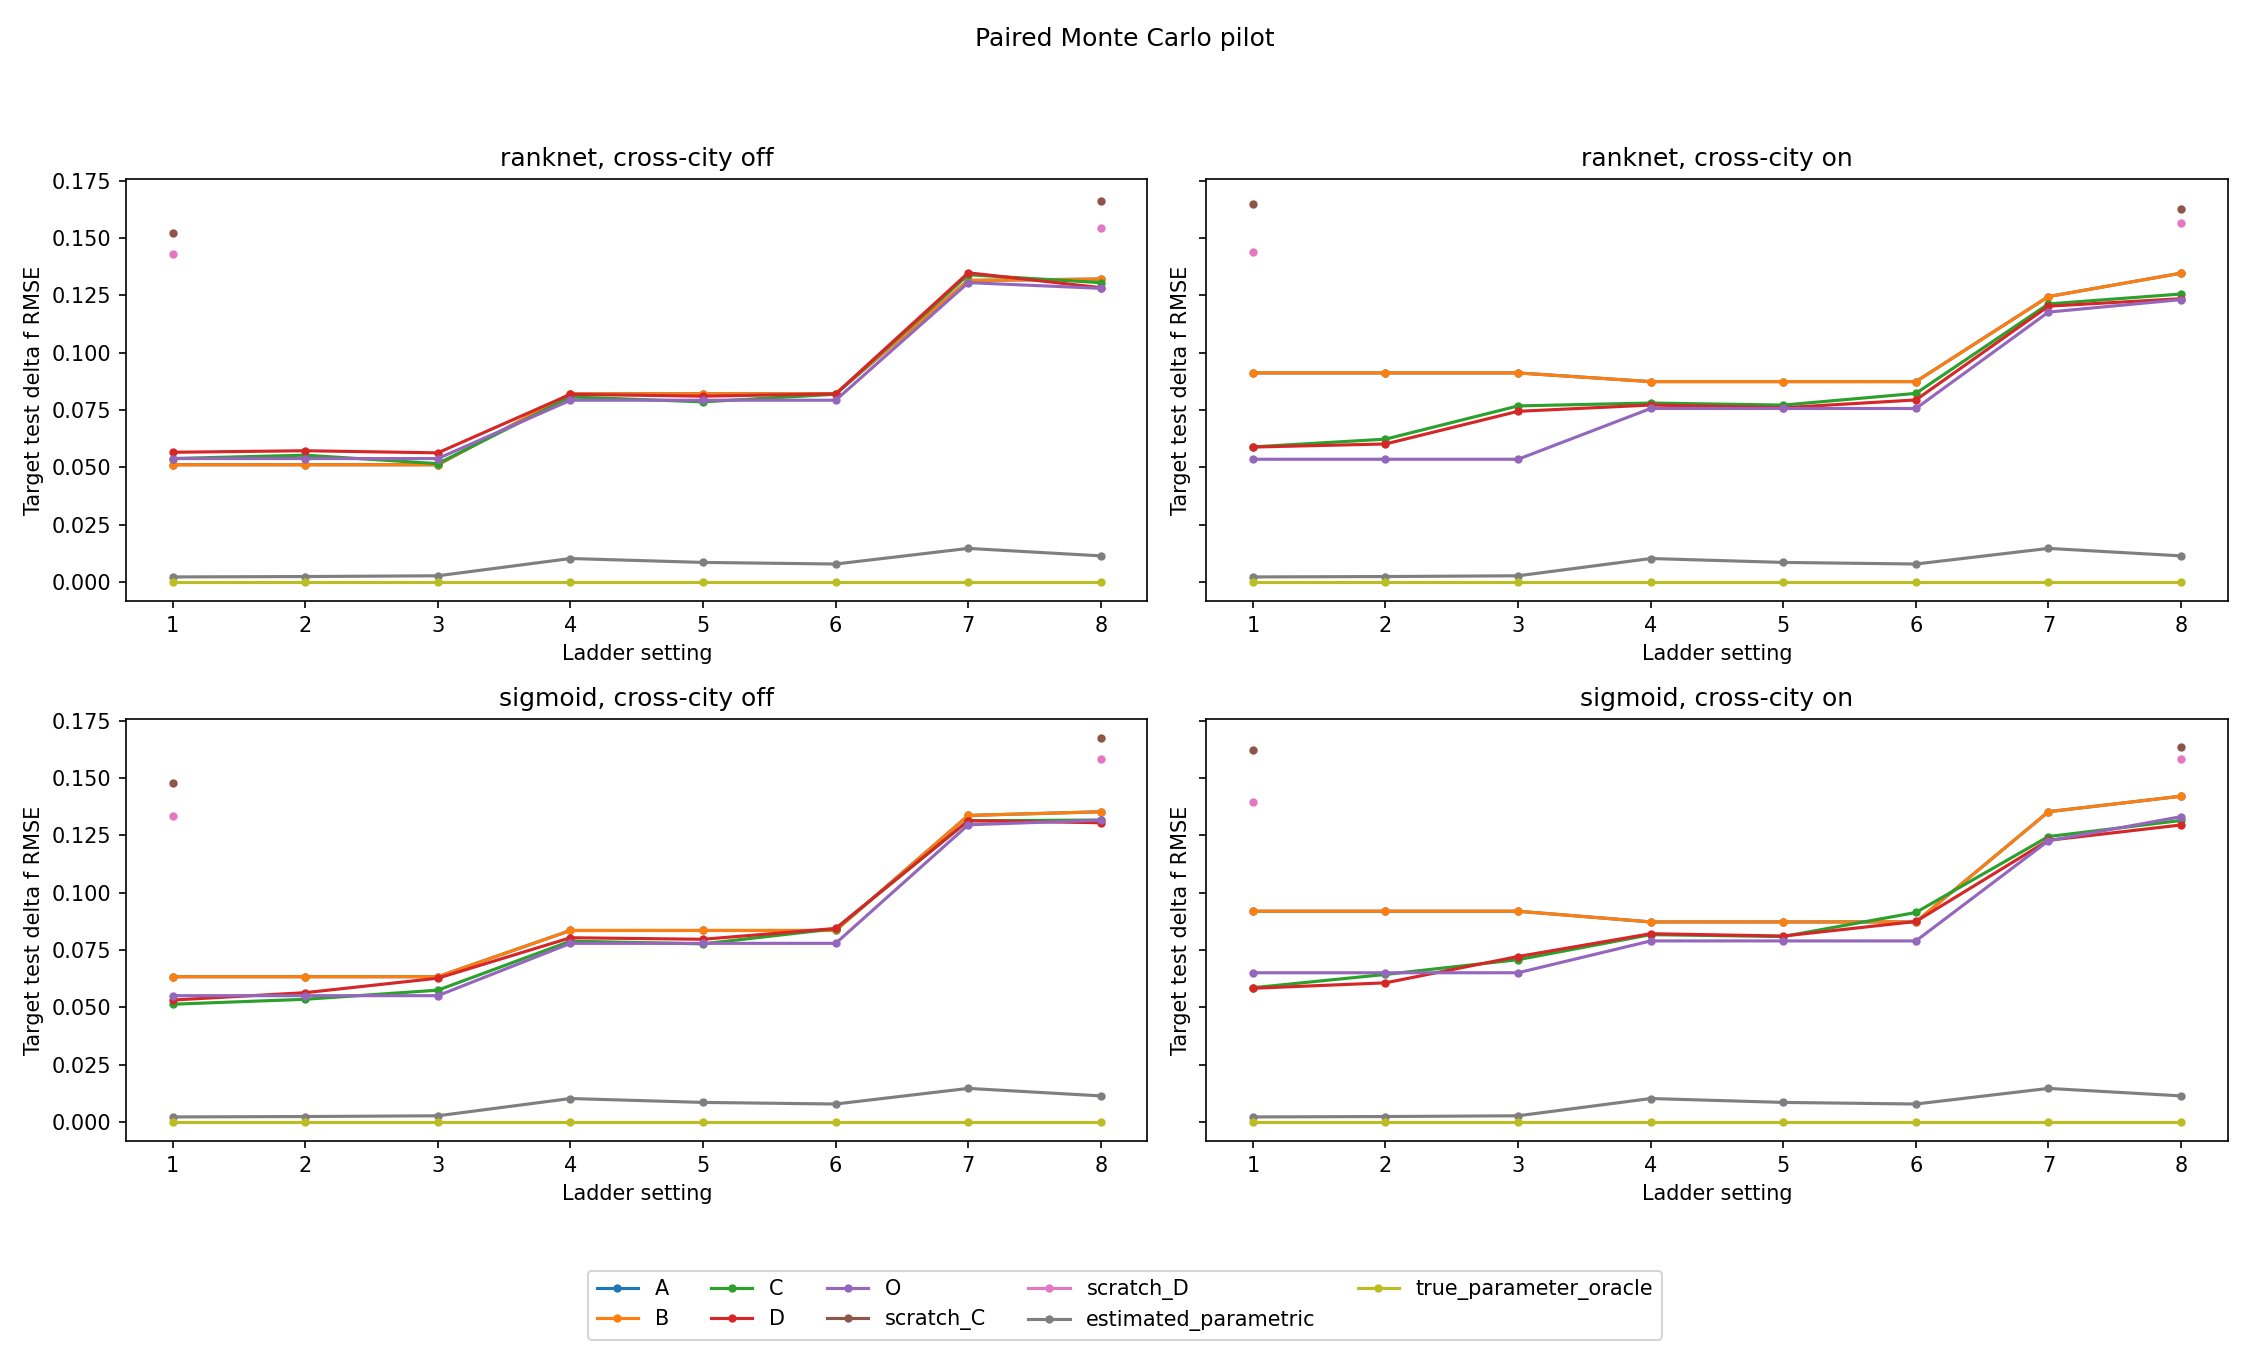 Paired Monte Carlo pilot
ranknet, cross-city off
0.175
0.150
0.125
0.100
0.075
0.050
0.025
0.000
Target test delta f RMSE
1 2 3 4 5 6 7 8
Ladder setting
ranknet, cross-city on
Target test delta f RMSE
1 2 3 4 5 6 7 8
Ladder setting
sigmoid, cross-city off
0.175
0.150
0.125
0.100
0.075
0.050
0.025
0.000
Target test delta f RMSE
1 2 3 4 5 6 7 8
Ladder setting
sigmoid, cross-city on
Target test delta f RMSE
1 2 3 4 5 6 7 8
Ladder setting
A C O scratch_D true_parameter_oracle
B D scratch_C estimated_parametric